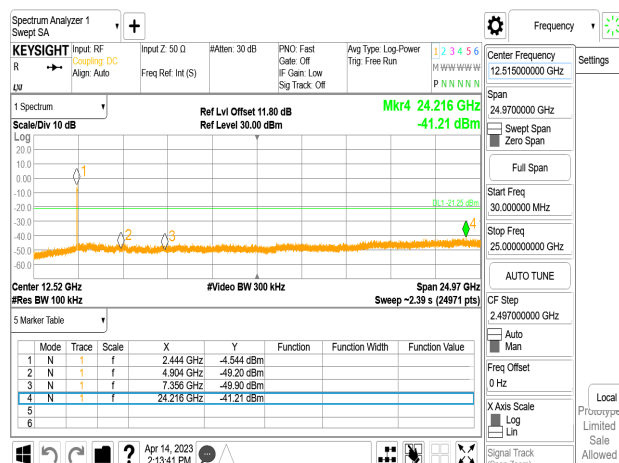 Spectrum Analyzer 1
Swept SA
+
Frequency
KEYSIGHT
R
LXI
Input: RF
Coupling: DC
Align: Auto
Input Z: 50 Ω
Freq Ref: Int (S)
#Atten: 30 dB
PNO: Fast
Gate: Off
IF Gain: Low
Sig Track: Off
Avg Type: Log-Power
Trig: Free Run
1 2 3 4 5 6
M W W W W W
P N N N N N
1 Spectrum
Scale/Div 10 dB
Ref Lvl Offset 11.80 dB
Ref Level 30.00 dBm
Mkr4 24.216 GHz
-41.21 dBm
Log
20.0
10.0
0.00
-10.0
-20.0
-30.0
-40.0
-50.0
-60.0
1
2
3
4
DL1 -21.25 dBm
Center 12.52 GHz
#Res BW 100 kHz
#Video BW 300 kHz
Span 24.97 GHz
Sweep ~2.39 s (24971 pts)
5 Marker Table
Mode Trace Scale X Y Function Function Width Function Value
1 N 1 f 2.444 GHz -4.544 dBm
2 N 1 f 4.904 GHz -49.20 dBm
3 N 1 f 7.356 GHz -49.90 dBm
4 N 1 f 24.216 GHz -41.21 dBm
5
6
?
Apr 14, 2023
2:13:41 PM
Center Frequency
12.515000000 GHz
Span
24.9700000 GHz
Swept Span
Zero Span
Full Span
Start Freq
30.000000 MHz
Stop Freq
25.000000000 GHz
AUTO TUNE
CF Step
2.497000000 GHz
Auto
Man
Freq Offset
0 Hz
X Axis Scale
Log
Lin
Signal Track
(Span Zoom)
Settings
Local
Prototype
Limited
Sale
Allowed